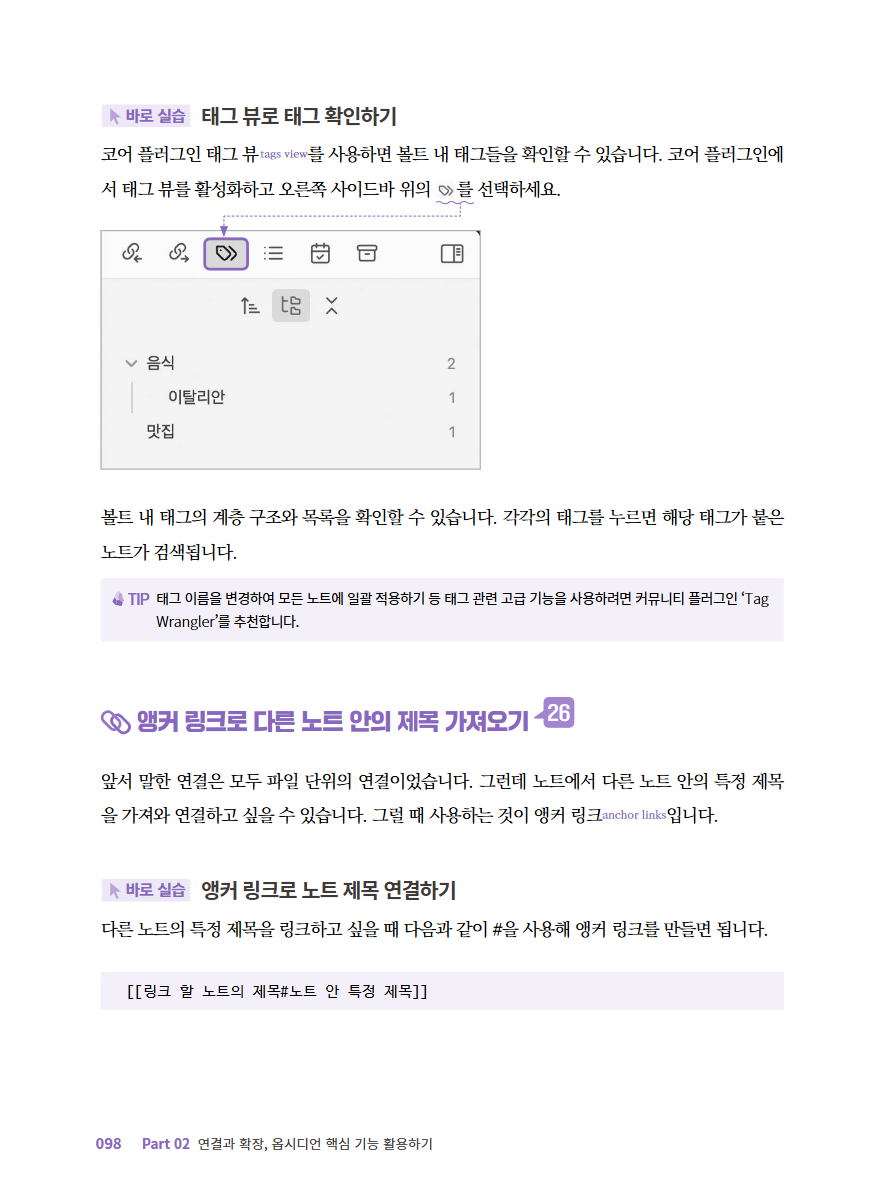 바로 실습 태그 뷰로 태그 확인하기
코어 플러그인 태그 뷰tags view를 사용하면 볼트 내 태그들을 확인할 수 있습니다. 코어 플러그인에
서 태그 뷰를 활성화하고 오른쪽 사이드바 위의 를 선택하세요.
음식 2
이탈리안 1
맛집 1
볼트 내 태그의 계층 구조와 목록을 확인할 수 있습니다. 각각의 태그를 누르면 해당 태그가 붙은
노트가 검색됩니다.
TIP 태그 이름을 변경하여 모든 노트에 일괄 적용하기 등 태그 관련 고급 기능을 사용하려면 커뮤니티 플러그인 ‘Tag
Wrangler’를 추천합니다.
앵커 링크로 다른 노트 안의 제목 가져오기 26
앞서 말한 연결은 모두 파일 단위의 연결이었습니다. 그런데 노트에서 다른 노트 안의 특정 제목
을 가져와 연결하고 싶을 수 있습니다. 그럴 때 사용하는 것이 앵커 링크anchor links입니다.
바로 실습 앵커 링크로 노트 제목 연결하기
다른 노트의 특정 제목을 링크하고 싶을 때 다음과 같이 #을 사용해 앵커 링크를 만들면 됩니다.
[[링크 할 노트의 제목#노트 안 특정 제목]]
098 Part 02 연결과 확장, 옵시디언 핵심 기능 활용하기